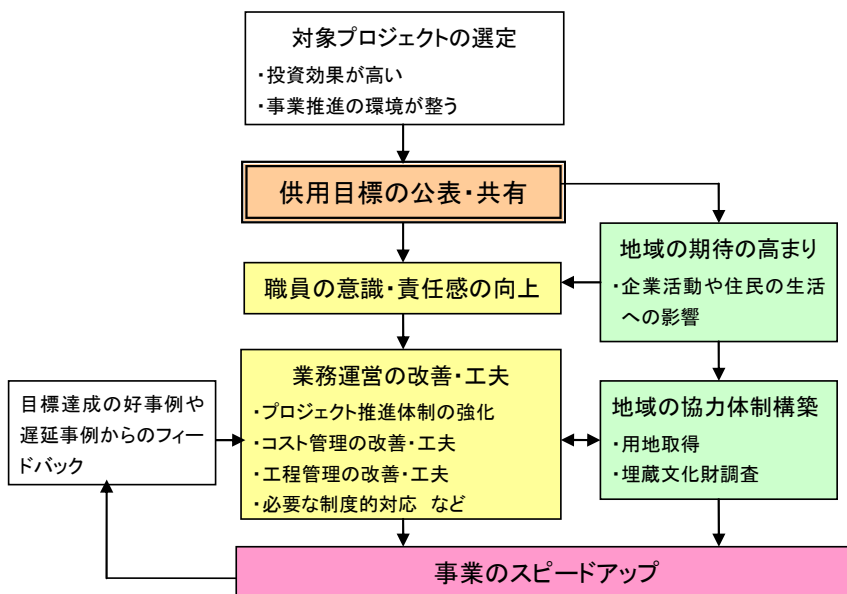 対象プロジェクトの選定
・投資効果が高い
・事業推進の環境が整う
供用目標の公表・共有
地域の期待の高まり
・企業活動や住民の生活
への影響
職員の意識・責任感の向上
業務運営の改善・工夫
・プロジェクト推進体制の強化
・コスト管理の改善・工夫
・工程管理の改善・工夫
・必要な制度的対応 など
目標達成の好事例や
遅延事例からのフィー
ドバック
地域の協力体制構築
・用地取得
・埋蔵文化財調査
事業のスピードアップ